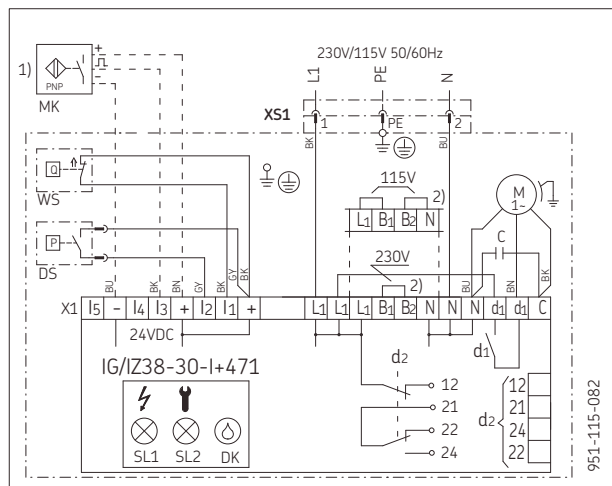 1)
+
-
PNP
MK
230V/115V 50/60Hz
L1
PE
N
XS1
1
PE
2
BK
BU
Q
WS
P
DS
115V
2)
L1 B1 B2 N
230V
2)
M
1~
C
BU
BK
BN
GY
BK
GY
BK
BU
BN
BK
X1 I5 - I4 I3 + I2 I1 + L1 L1 L1 B1 B2 N N N d1 d1 C
24VDC
IG/IZ38-30-I+471
SL1
SL2
DK
d1
d2
12
21
22
24
d2
12
21
24
22
951-115-082